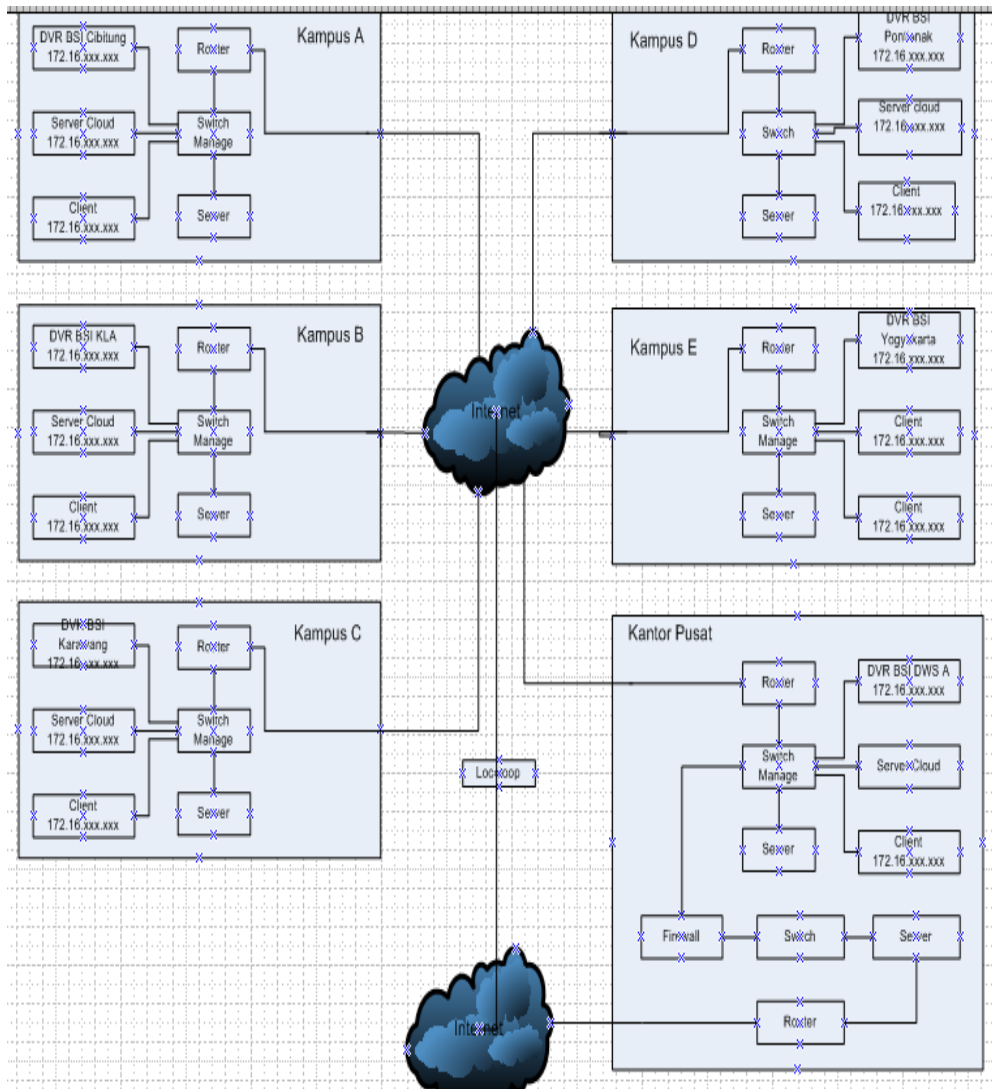 Kampus A
DVR BSI Cibitung
172.16.xxx.xxx
Router
Server Cloud
172.16.xxx.xxx
Switch
Manage
Client
172.16.xxx.xxx
Server
Kampus D
DVR BSI
Pontianak
172.16.xxx.xxx
Router
Server cloud
172.16.xxx.xxx
Switch
Client
172.16.xxx.xxx
Server
Kampus B
DVR BSI KLA
172.16.xxx.xxx
Router
Server Cloud
172.16.xxx.xxx
Switch
Manage
Client
172.16.xxx.xxx
Server
Internet
Kampus E
DVR BSI
Yogyakarta
172.16.xxx.xxx
Router
Switch
Manage
Client
172.16.xxx.xxx
Client
172.16.xxx.xxx
Server
Kampus C
DVR BSI
Karawang
172.16.xxx.xxx
Router
Server Cloud
172.16.xxx.xxx
Switch
Manage
Client
172.16.xxx.xxx
Server
Kantor Pusat
Router
DVR BSI DWS A
172.16.xxx.xxx
Switch
Manage
Server Cloud
Server
Client
172.16.xxx.xxx
Firewall
Switch
Server
Router
Internet